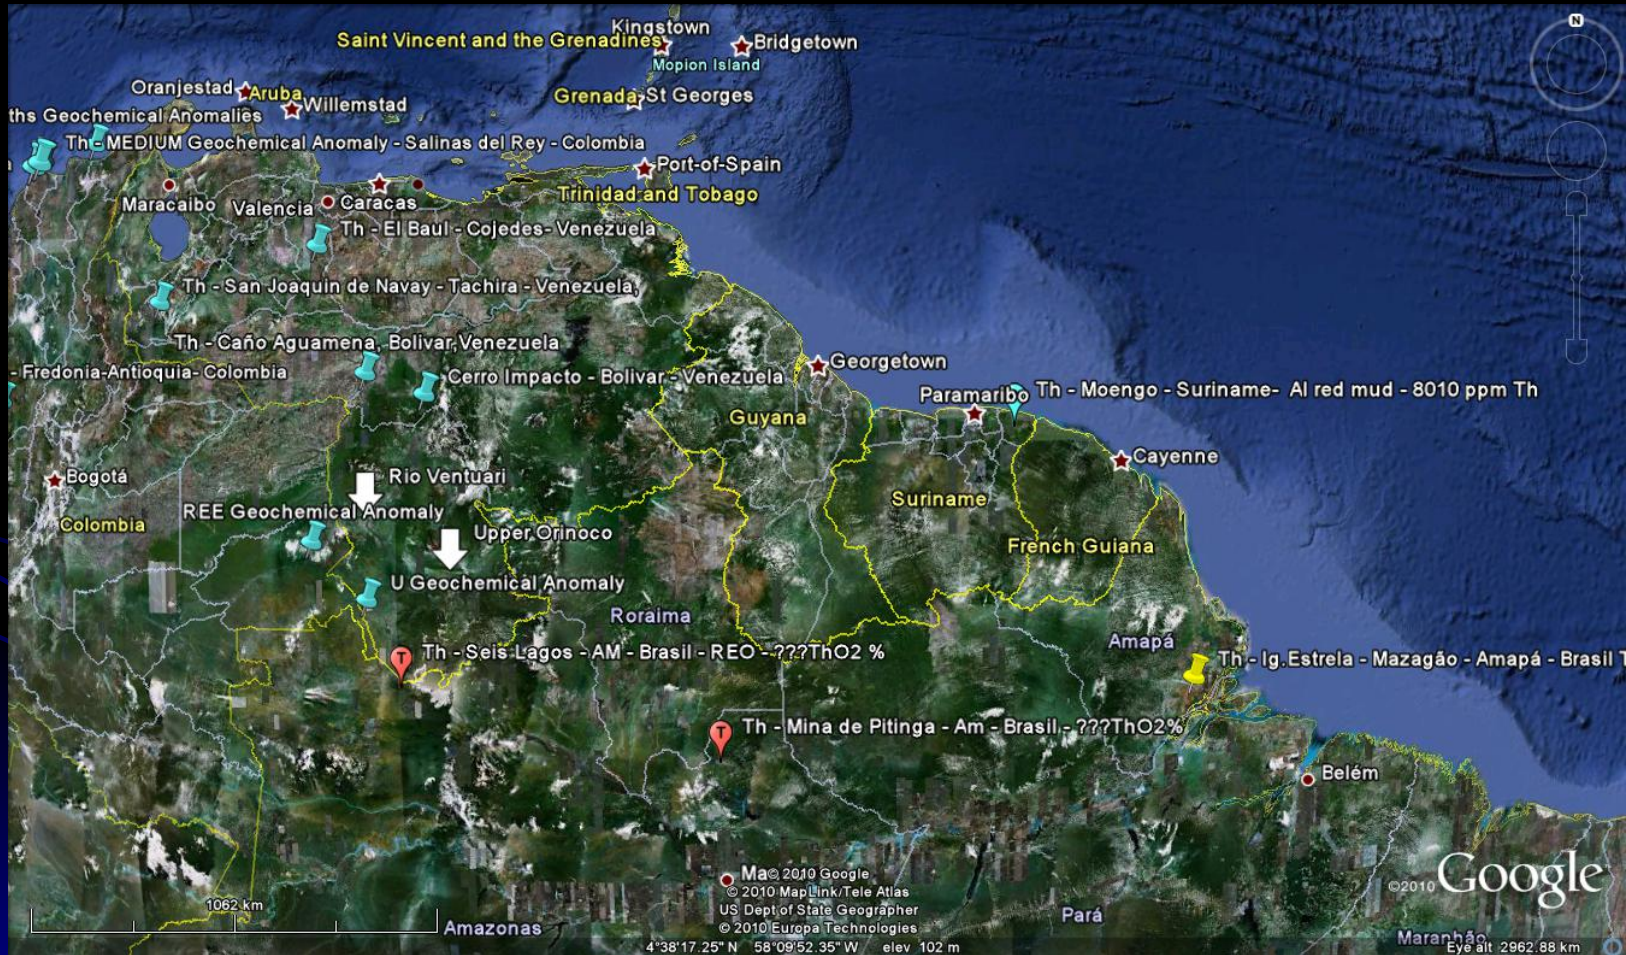 N
Kingstown
Saint Vincent and the Grenadines
Bridgetown
Mopion Island
Oranjestad
Aruba
Willemstad
Grenada
St Georges
ths Geochemical Anomalies
Th - MEDIUM Geochemical Anomaly - Salinas del Rey - Colombia
Port-of-Spain
Maracaibo
Valencia
Caracas
Trinidad and Tobago
Th - El Baul - Cojedes- Venezuela
Th - San Joaquin de Navay - Tachira - Venezuela,
Th - Caño Aguamena, Bolivar,Venezuela
- Fredonia-Antioquia- Colombia
Cerro Impacto - Bolivar - Venezuela
Georgetown
Paramaribo
Th - Moengo - Suriname- Al red mud - 8010 ppm Th
Guyana
Cayenne
Bogotá
Rio Ventuari
Suriname
REE Geochemical Anomaly
Colombia
Upper Orinoco
French Guiana
U Geochemical Anomaly
Roraima
Amapá
Th - Seis Lagos - AM - Brasil - REO - ???ThO2 %
Th - Ig.Estrela - Mazagão - Amapá - Brasil T
Th - Mina de Pitinga - Am - Brasil - ???ThO2%
Belém
Ma
© 2010 Google
© 2010 MapLink/Tele Atlas
US Dept of State Geographer
© 2010 Europa Technologies
©2010 Google
1062 km
Amazonas
Pará
Maranhão
4°38'17.25" N 58°09'52.35" W elev 102 m
Eye alt 2962.88 km